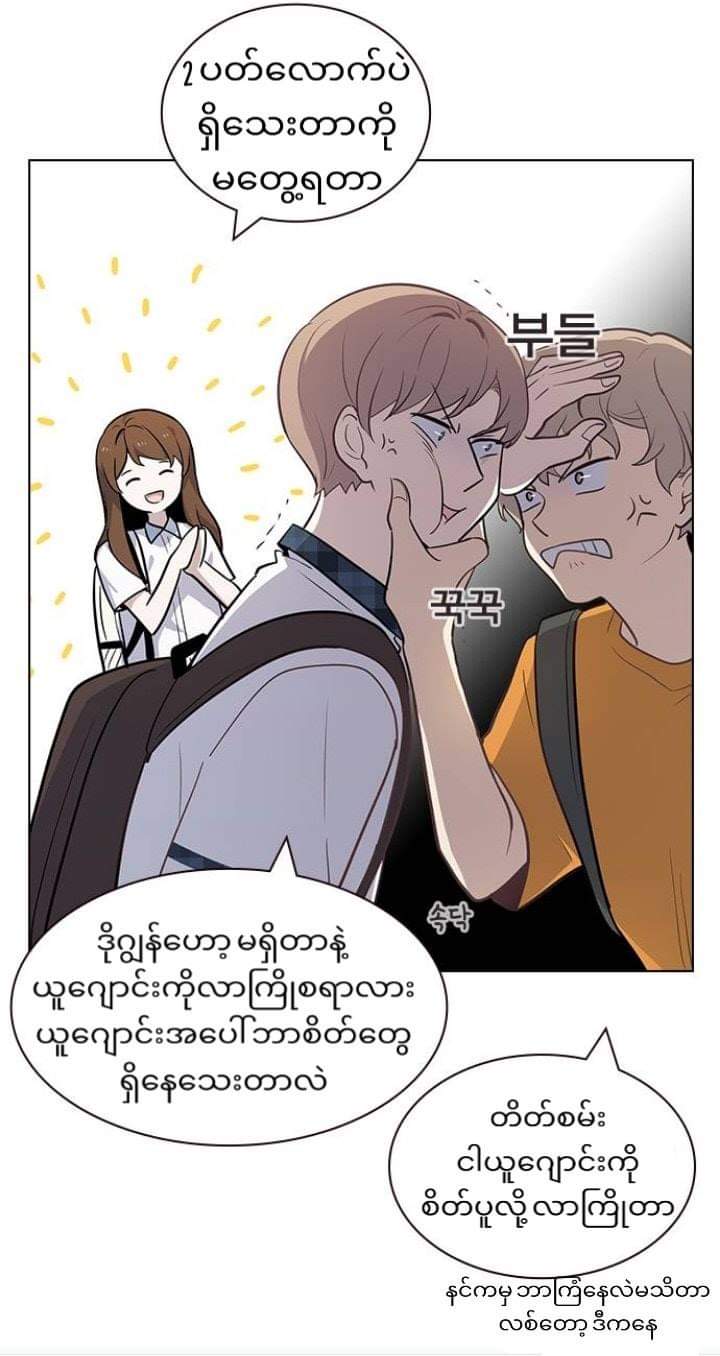 2 ပတ်လောက်ပဲ
ရှိသေးတာကို
မတွေ့ရတာ
부들
꾹꾹
속닥
ဒိုဂျွန်ဟော့ မရှိတာနဲ့
ယူဂျောင်းကိုလာကြိုစရာလား
ယူဂျောင်းအပေါ် ဘာစိတ်တွေ
ရှိနေသေးတာလဲ
တိတ်စမ်း
ငါယူဂျောင်းကို
စိတ်ပူလို့ လာကြိုတာ
နင်ကမှ ဘာကြံနေလဲမသိတာ
လစ်တော့ ဒီကနေ